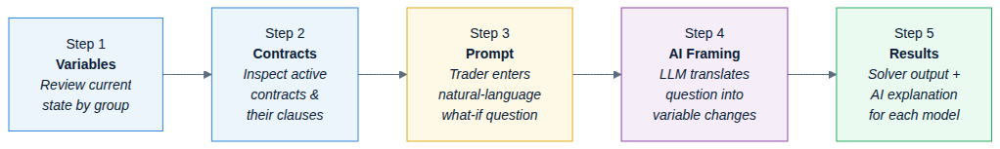 Step 1
Variables
Review current
state by group
Step 2
Contracts
Inspect active
contracts &
their clauses
Step 3
Prompt
Trader enters
natural-language
what-if question
Step 4
AI Framing
LLM translates
question into
variable changes
Step 5
Results
Solver output +
AI explanation
for each model